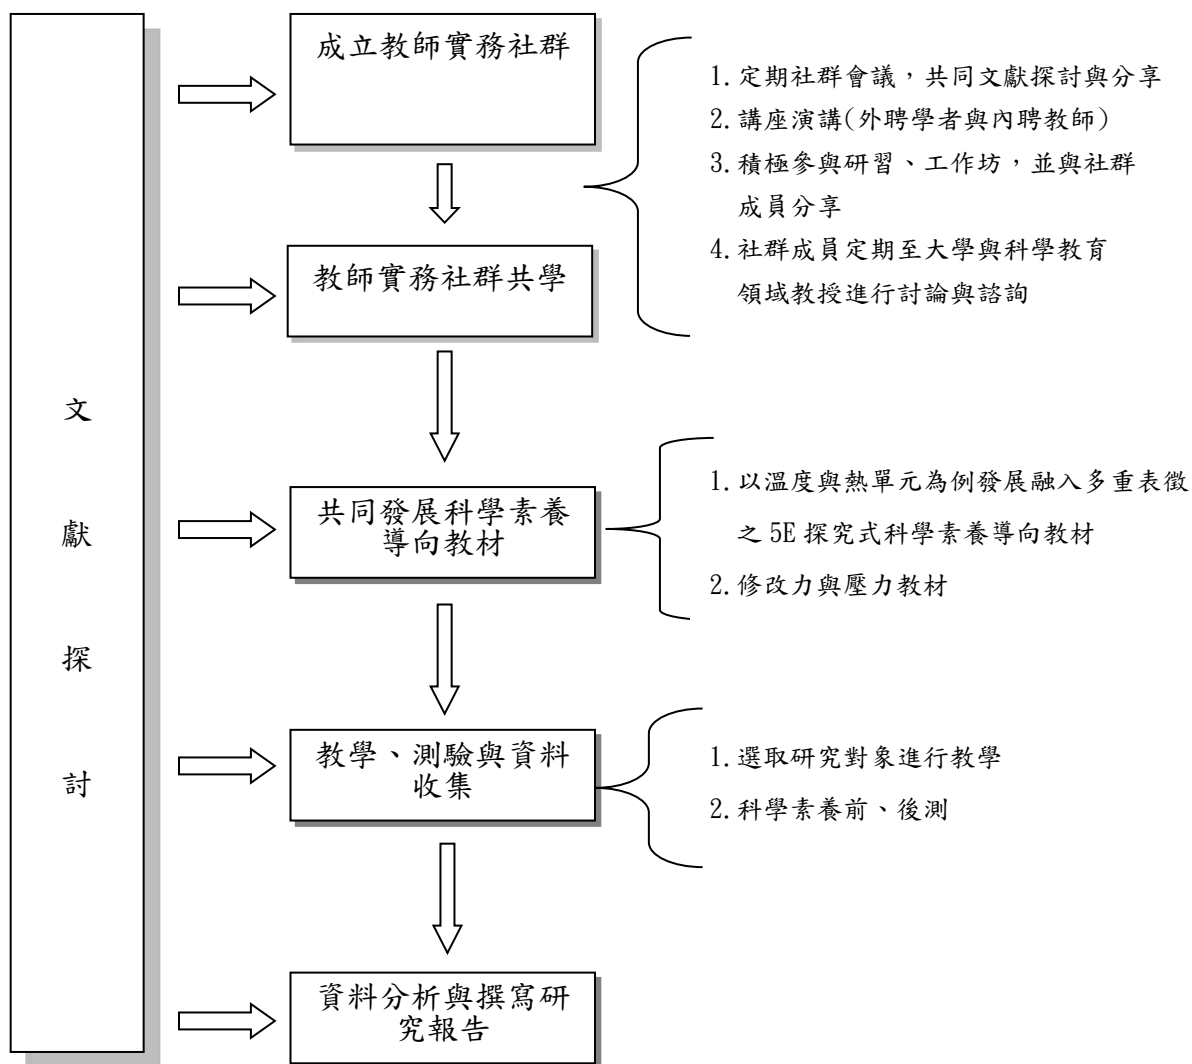 文
獻
探
討
成立教師實務社群
1.定期社群會議，共同文獻探討與分享
2.講座演講(外聘學者與內聘教師)
3.積極參與研習、工作坊，並與社群
成員分享
4.社群成員定期至大學與科學教育
領域教授進行討論與諮詢
教師實務社群共學
共同發展科學素養
導向教材
1.以溫度與熱單元為例發展融入多重表徵
之 5E 探究式科學素養導向教材
2.修改力與壓力教材
教學、測驗與資料
收集
1.選取研究對象進行教學
2.科學素養前、後測
資料分析與撰寫研
究報告